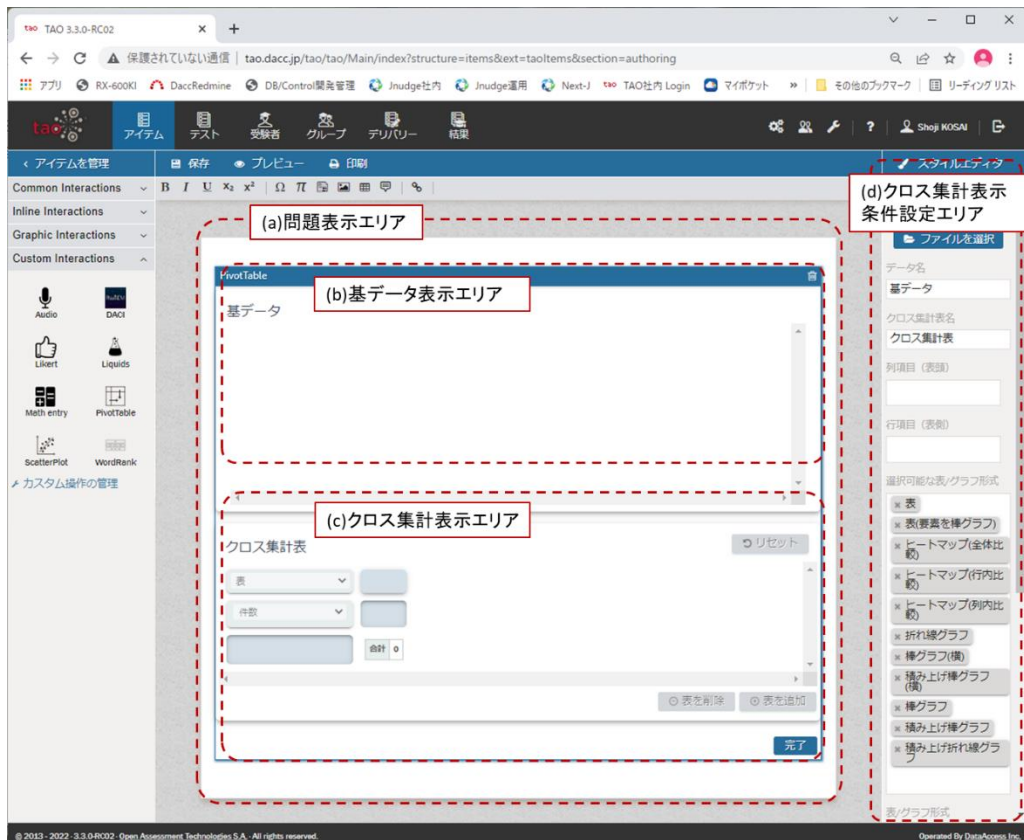 tao TAO 3.3.0-RC02
保護されていない通信 | tao.dacc.jp/tao/tao/Main/index?structure=items&ext=taoItems&section=authoring
アプリ RX-600KI DaccRedmine DB/Control開発管理 Jnudge社内 Jnudge運用 Next-J tao TAO社内 Login マイポケット » その他のブックマーク リーディング リスト
tao アイテム テスト 受験者 グループ デリバリー 結果 ? Shoji KOSAI
アイテムを管理 保存 プレビュー 印刷 スタイルエディタ
B I U X₂ x² Ω π
Common Interactions
Inline Interactions
Graphic Interactions
Custom Interactions
Audio DACI
Likert Liquids
Math entry PivotTable
ScatterPlot WordRank
カスタム操作の管理
(a)問題表示エリア
PivotTable
(b)基データ表示エリア
基データ
(c)クロス集計表示エリア
クロス集計表
リセット
表
件数
合計 0
表を削除 表を追加
完了
(d)クロス集計表示
条件設定エリア
ファイルを選択
データ名
基データ
クロス集計表名
クロス集計表
列項目（表頭）
行項目（表側）
選択可能な表/グラフ形式
表
表(要素を棒グラフ)
ヒートマップ(全体比
較)
ヒートマップ(行内比
較)
ヒートマップ(列内比
較)
折れ線グラフ
棒グラフ(横)
積み上げ棒グラフ
(横)
棒グラフ
積み上げ棒グラフ
積み上げ折れ線グラ
フ
表/グラフ形式
© 2013 - 2022 · 3.3.0-RC02 · Open Assessment Technologies S.A. · All rights reserved.
Operated By DataAccess Inc.